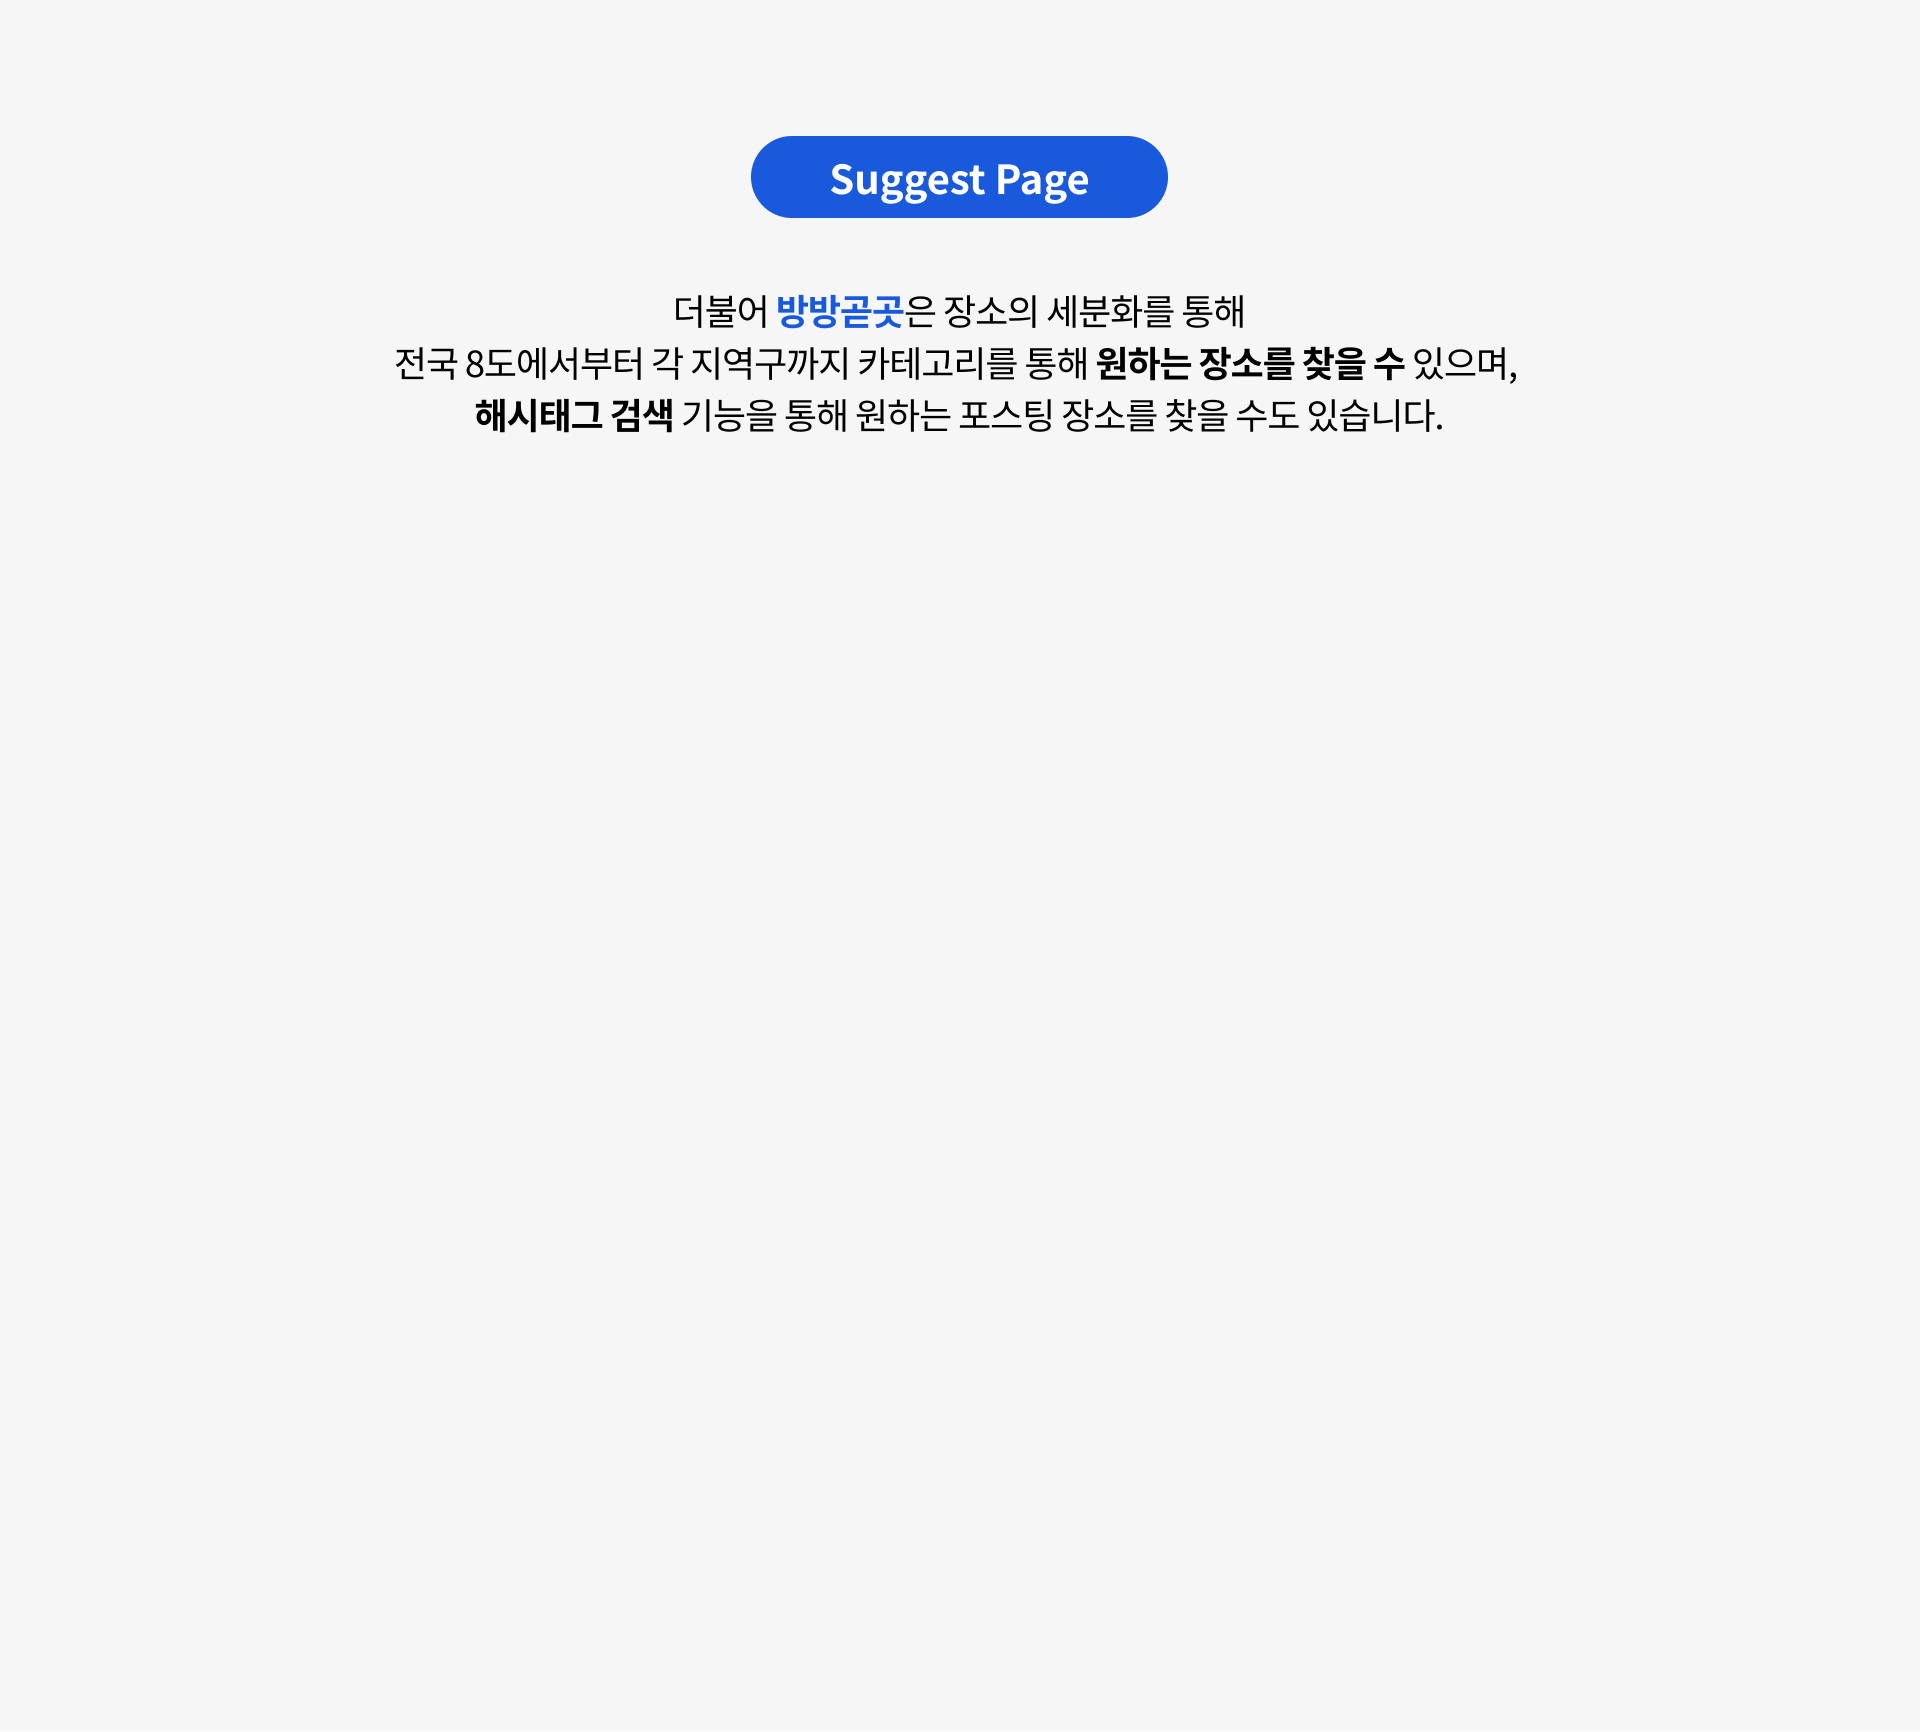 Suggest Page
더불어 방방곧곳은 장소의 세분화를 통해
전국 8도에서부터 각 지역구까지 카테고리를 통해 원하는 장소를 찾을 수 있으며,
해시태그 검색 기능을 통해 원하는 포스팅 장소를 찾을 수도 있습니다.